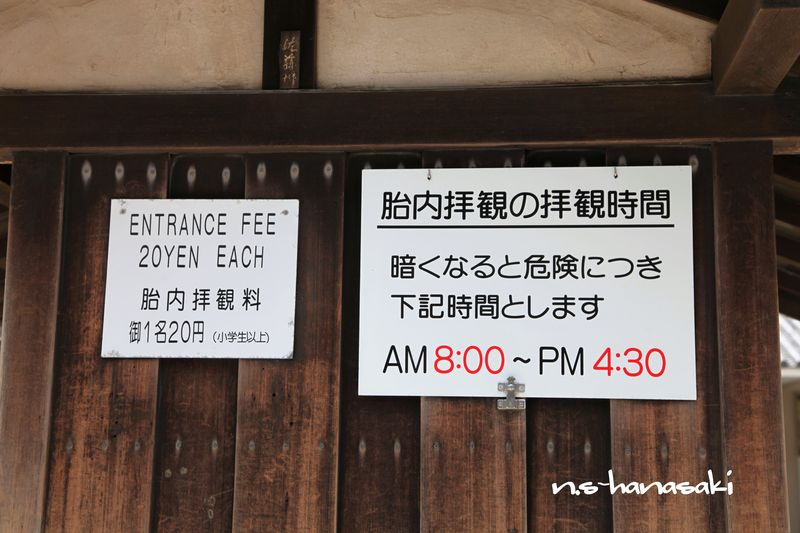 ENTRANCE FEE
20YEN EACH
胎内拝観料
御1名20円(小学生以上)
胎内拝観の拝観時間
暗くなると危険につき
下記時間とします
AM 8:00~PM 4:30
n.s-hanasaki